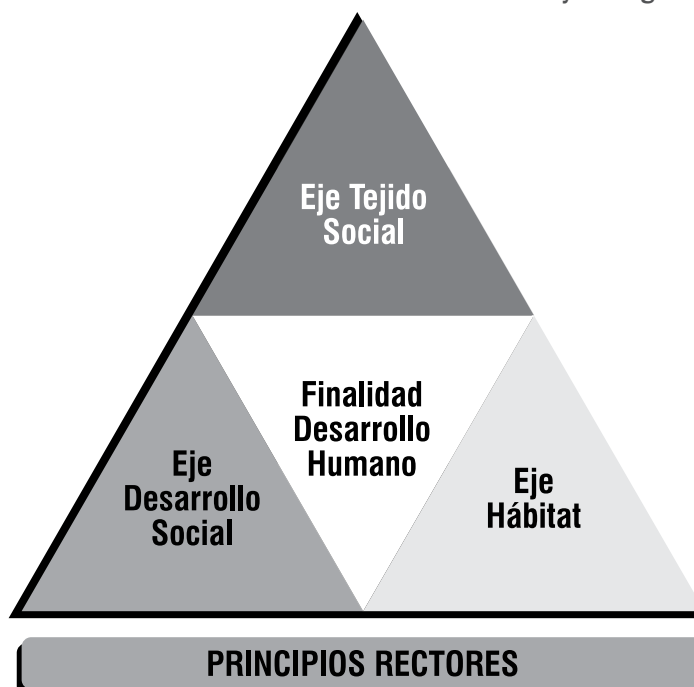 Eje Tejido
Social
Finalidad
Desarrollo
Humano
Eje
Desarrollo
Social
Eje
Hábitat
PRINCIPIOS RECTORES